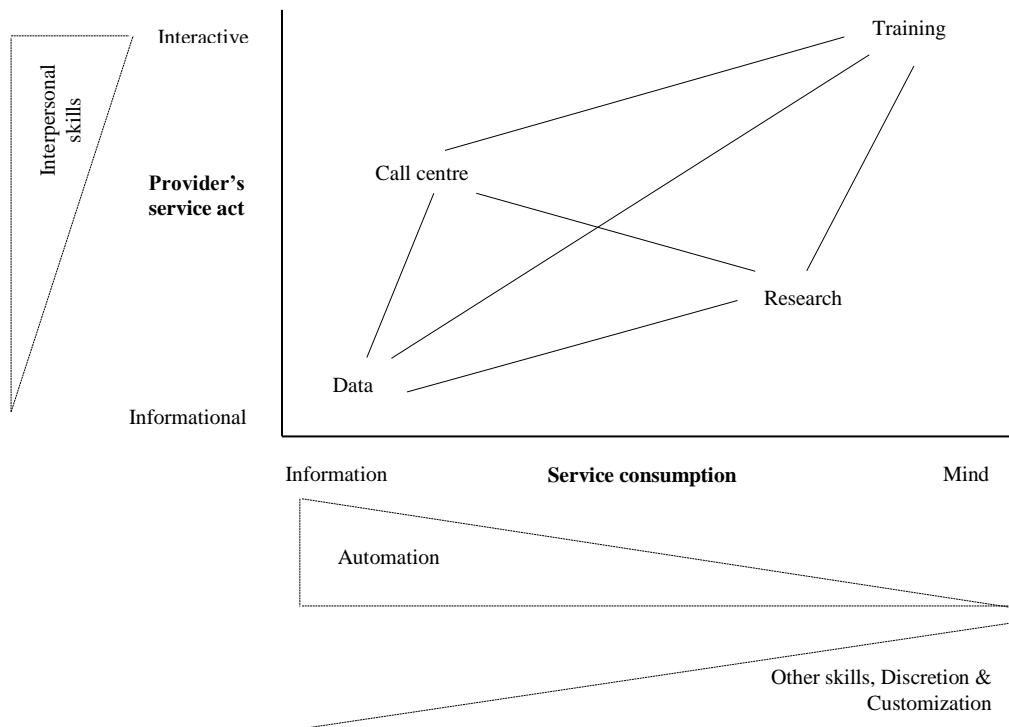 Interactive
Training
Interpersonal
skills
Call centre
Provider's
service act
Research
Data
Informational
Information
Service consumption
Mind
Automation
Other skills, Discretion &
Customization